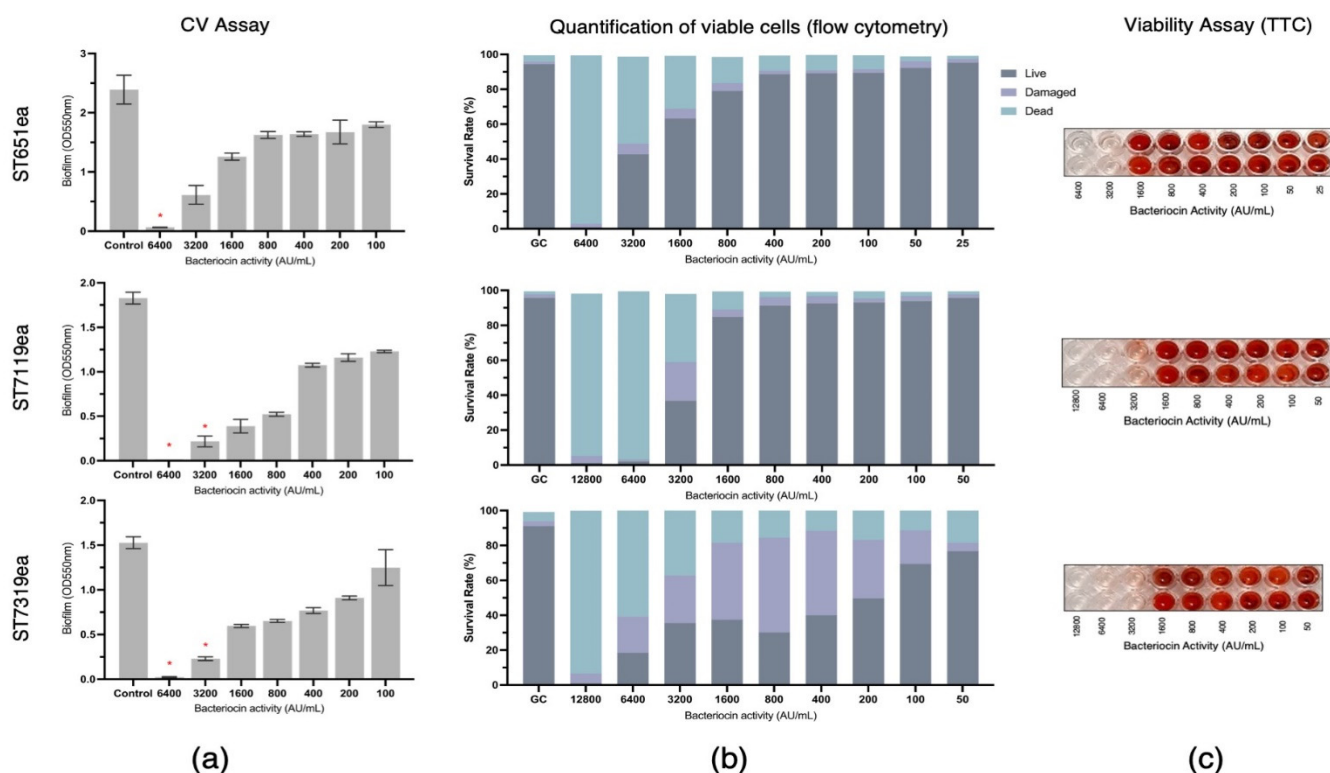 CV Assay
Quantification of viable cells (flow cytometry)
Viability Assay (TTC)
ST651ea
Biofilm (OD550nm)
3
2
1
0
*
Control 6400 3200 1600 800 400 200 100
Bacteriocin activity (AU/mL)
Survival Rate (%)
100
80
60
40
20
0
GC 6400 3200 1600 800 400 200 100 50 25
Bacteriocin activity (AU/mL)
Live
Damaged
Dead
6400 3200 1600 800 400 200 100 50 25
Bacteriocin Activity (AU/mL)
ST7119ea
Biofilm (OD550nm)
2.0
1.5
1.0
0.5
0.0
* *
Control 6400 3200 1600 800 400 200 100
Bacteriocin activity (AU/mL)
Survival Rate (%)
100
80
60
40
20
0
GC 12800 6400 3200 1600 800 400 200 100 50
Bacteriocin activity (AU/mL)
12800 6400 3200 1600 800 400 200 100 50
Bacteriocin Activity (AU/mL)
ST7319ea
Biofilm (OD550nm)
2.0
1.5
1.0
0.5
0.0
* *
Control 6400 3200 1600 800 400 200 100
Bacteriocin activity (AU/mL)
Survival Rate (%)
100
80
60
40
20
0
GC 12800 6400 3200 1600 800 400 200 100 50
Bacteriocin activity (AU/mL)
12800 6400 3200 1600 800 400 200 100 50
Bacteriocin Activity (AU/mL)
(a)
(b)
(c)